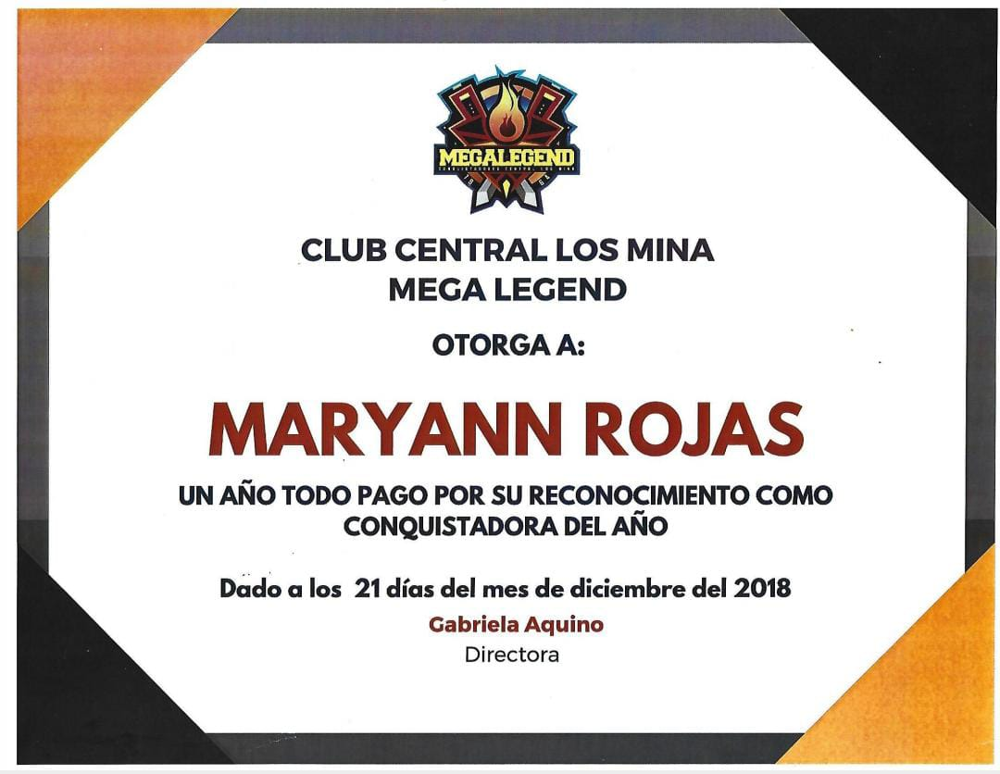 MEGALEGEND
CONQUISTADORES CENTRAL LOS MINA
19 64
CLUB CENTRAL LOS MINA
MEGA LEGEND
OTORGA A:
MARYANN ROJAS
UN AÑO TODO PAGO POR SU RECONOCIMIENTO COMO
CONQUISTADORA DEL AÑO
Dado a los 21 días del mes de diciembre del 2018
Gabriela Aquino
Directora